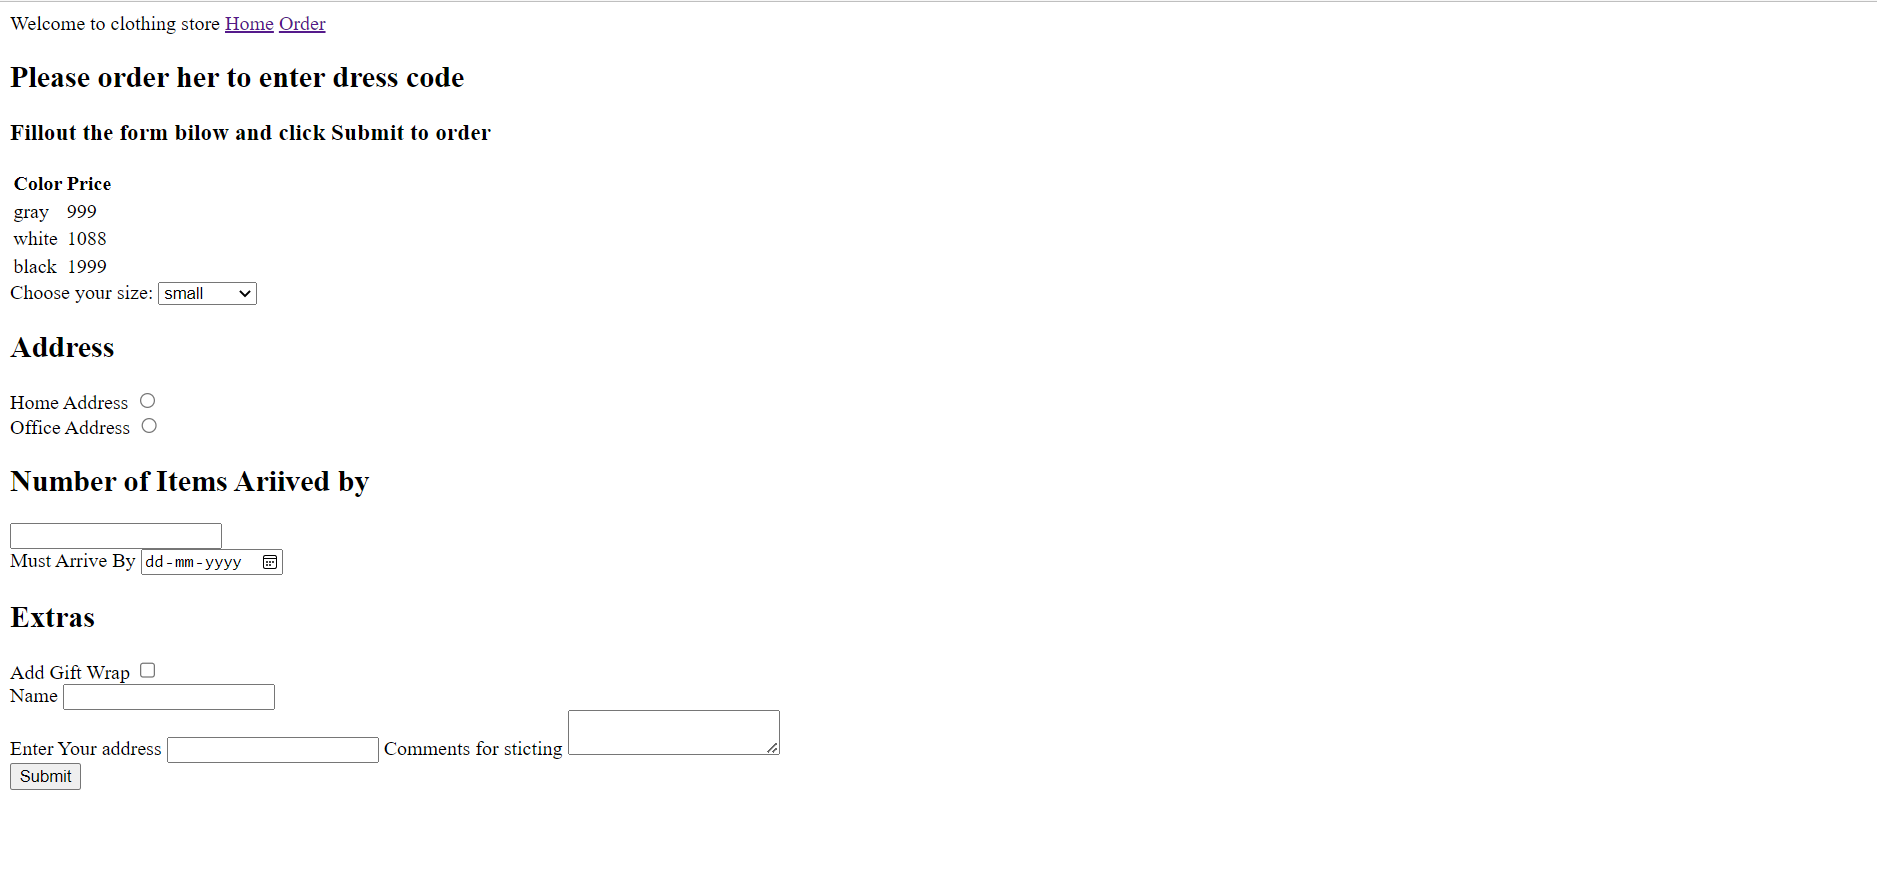 Welcome to clothing store Home Order
Please order her to enter dress code
Fillout the form bilow and click Submit to order
Color Price
gray 999
white 1088
black 1999
Choose your size: small
Address
Home Address
Office Address
Number of Items Ariived by
Must Arrive By dd-mm-yyyy
Extras
Add Gift Wrap
Name
Enter Your address Comments for sticting
Submit